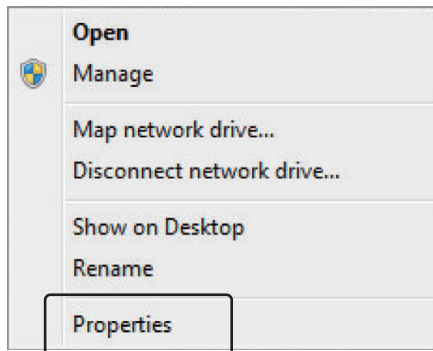 Open
Manage
Map network drive...
Disconnect network drive...
Show on Desktop
Rename
Properties